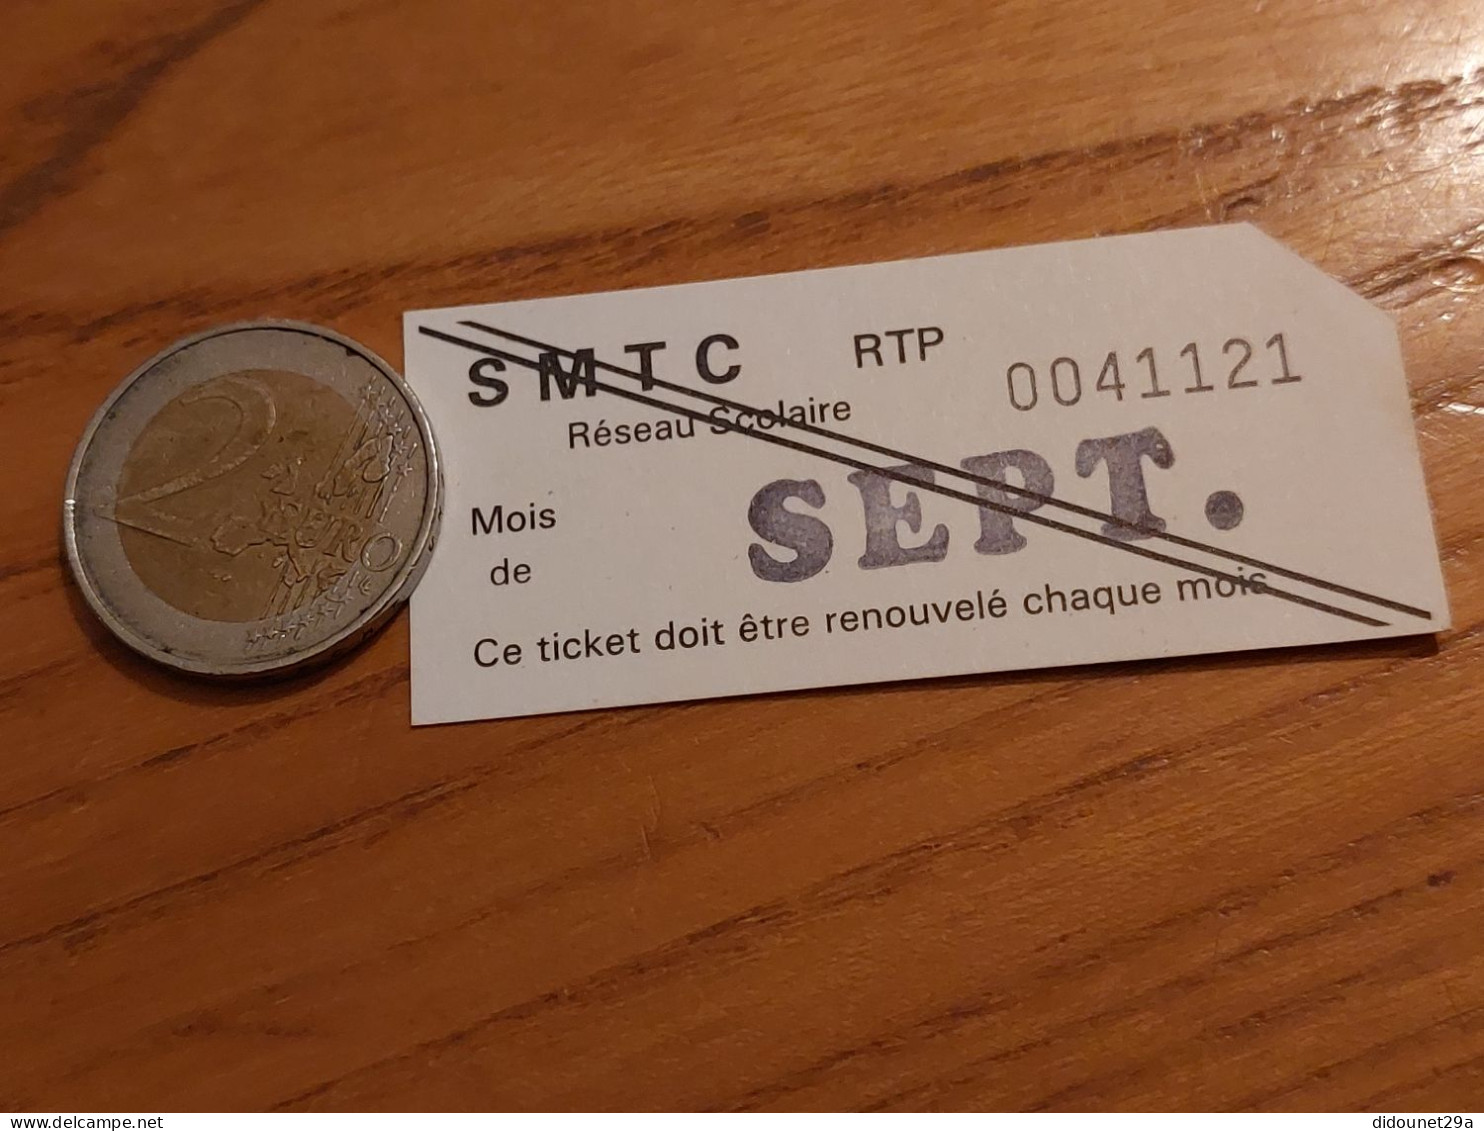 SMTC RTP 0041121
Réseau Scolaire
Mois de SEPT.
Ce ticket doit être renouvelé chaque mois
2 EURO
delcampe.net
didounet29a